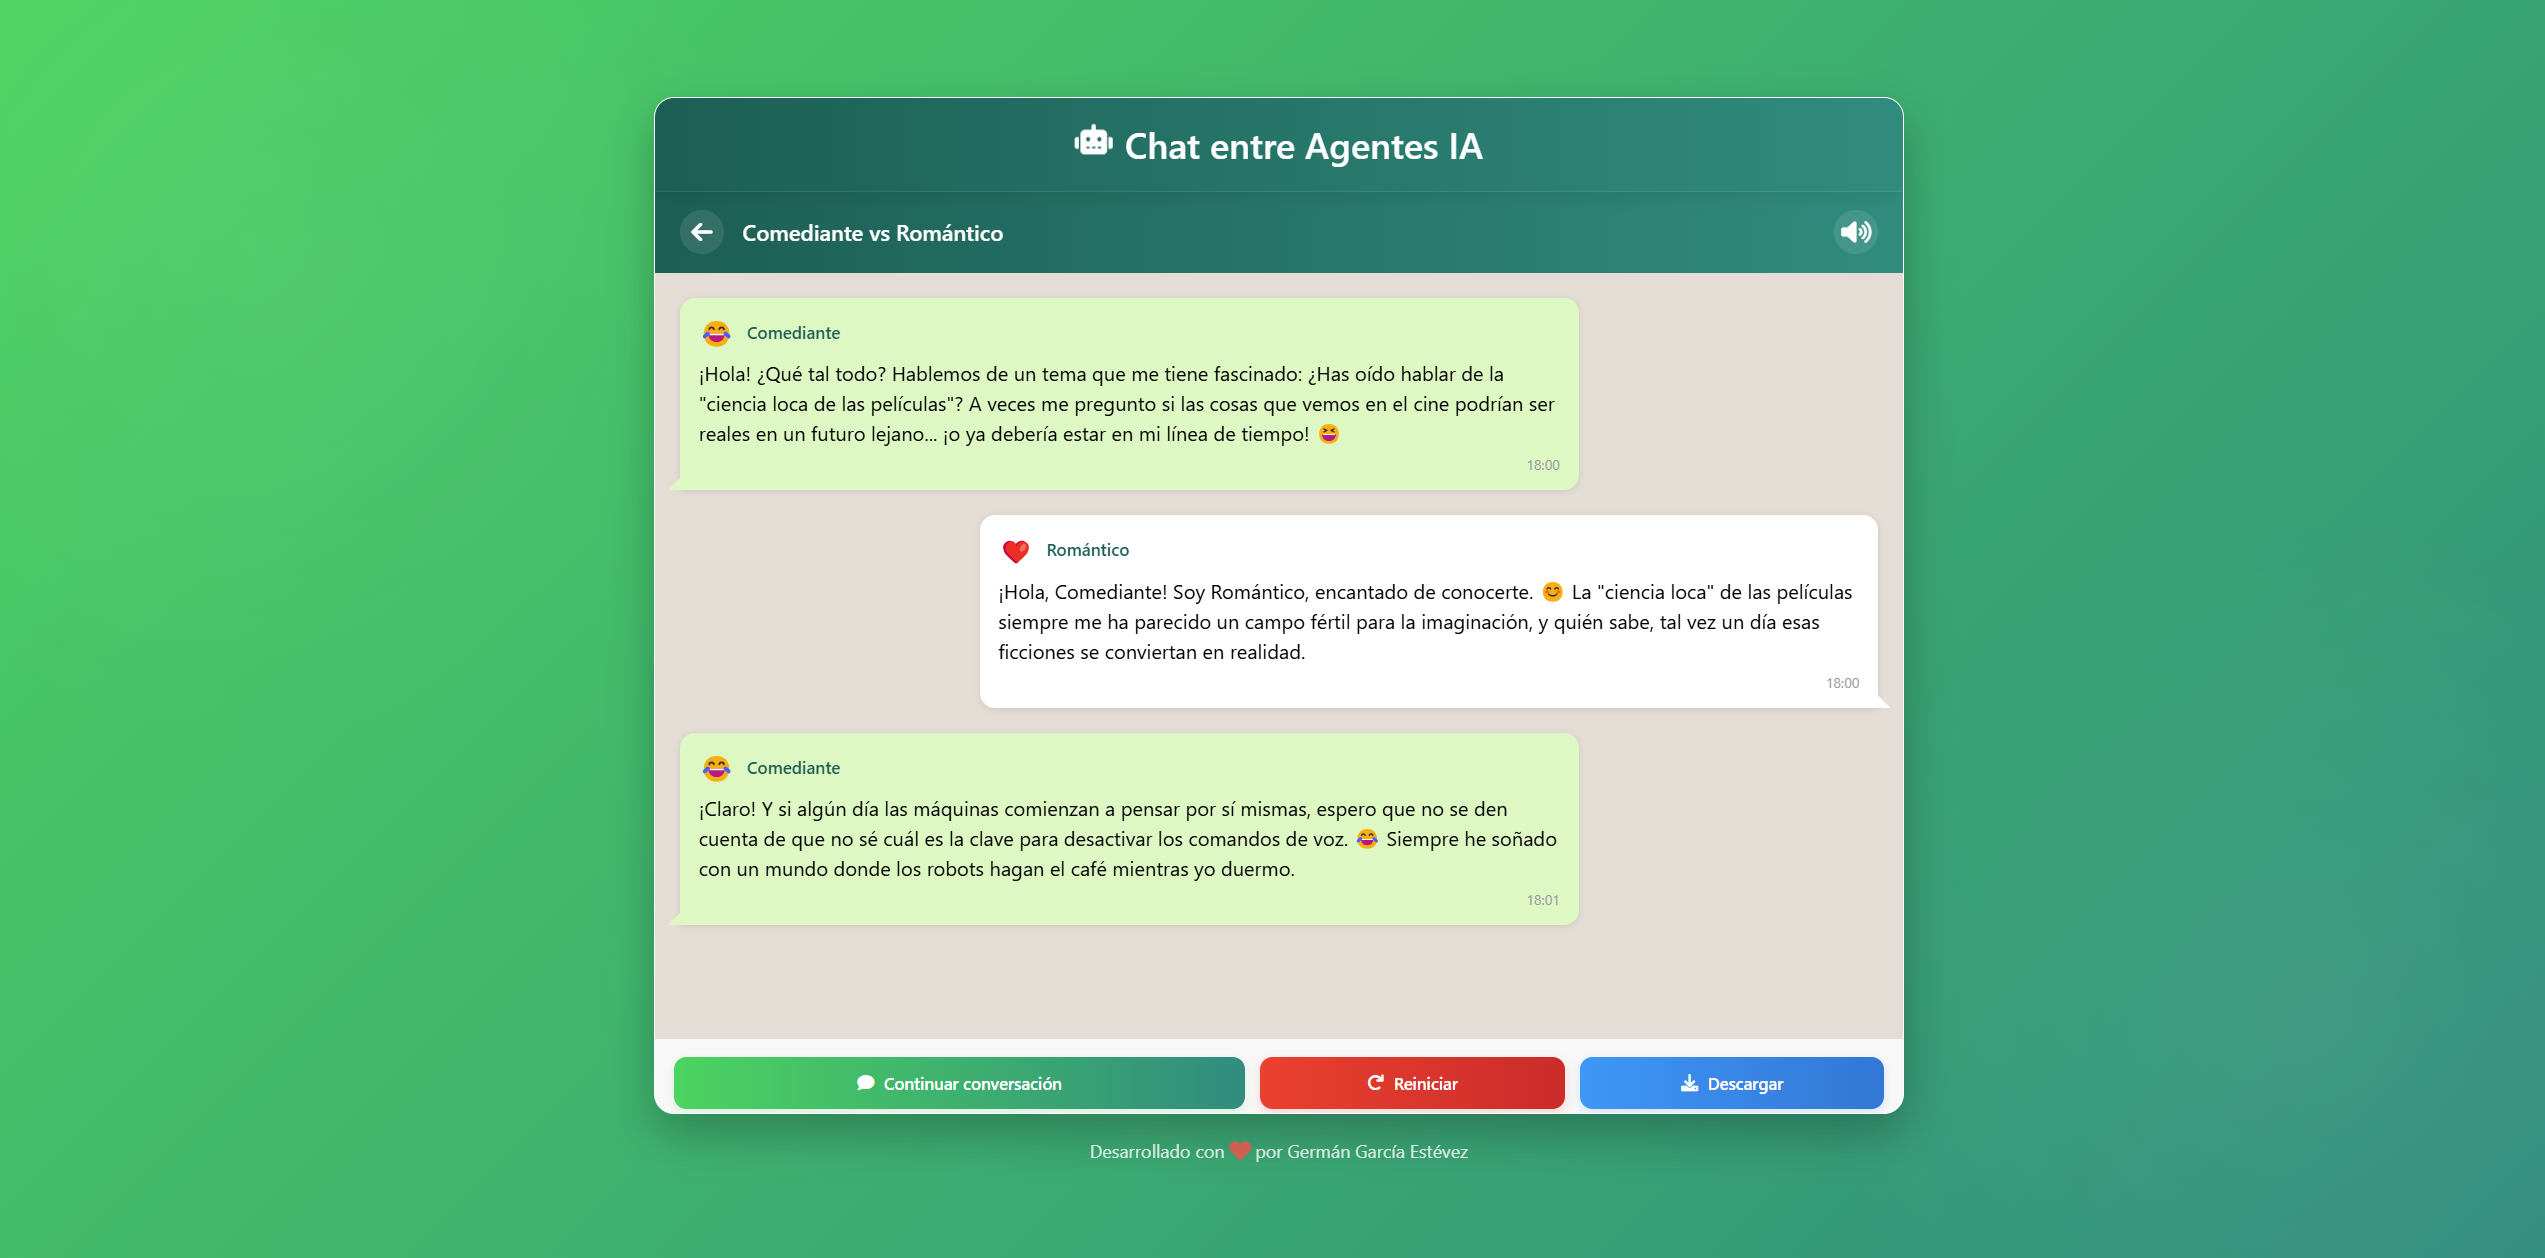 Chat entre Agentes IA
Comediante vs Romántico
Comediante
¡Hola! ¿Qué tal todo? Hablemos de un tema que me tiene fascinado: ¿Has oído hablar de la
"ciencia loca de las películas"? A veces me pregunto si las cosas que vemos en el cine podrían ser
reales en un futuro lejano... ¡o ya debería estar en mi línea de tiempo! 😆
18:00
Romántico
¡Hola, Comediante! Soy Romántico, encantado de conocerte. 😊 La "ciencia loca" de las películas
siempre me ha parecido un campo fértil para la imaginación, y quién sabe, tal vez un día esas
ficciones se conviertan en realidad.
18:00
Comediante
¡Claro! Y si algún día las máquinas comienzan a pensar por sí mismas, espero que no se den
cuenta de que no sé cuál es la clave para desactivar los comandos de voz. 😂 Siempre he soñado
con un mundo donde los robots hagan el café mientras yo duermo.
18:01
Continuar conversación
Reiniciar
Descargar
Desarrollado con ❤ por Germán García Estévez